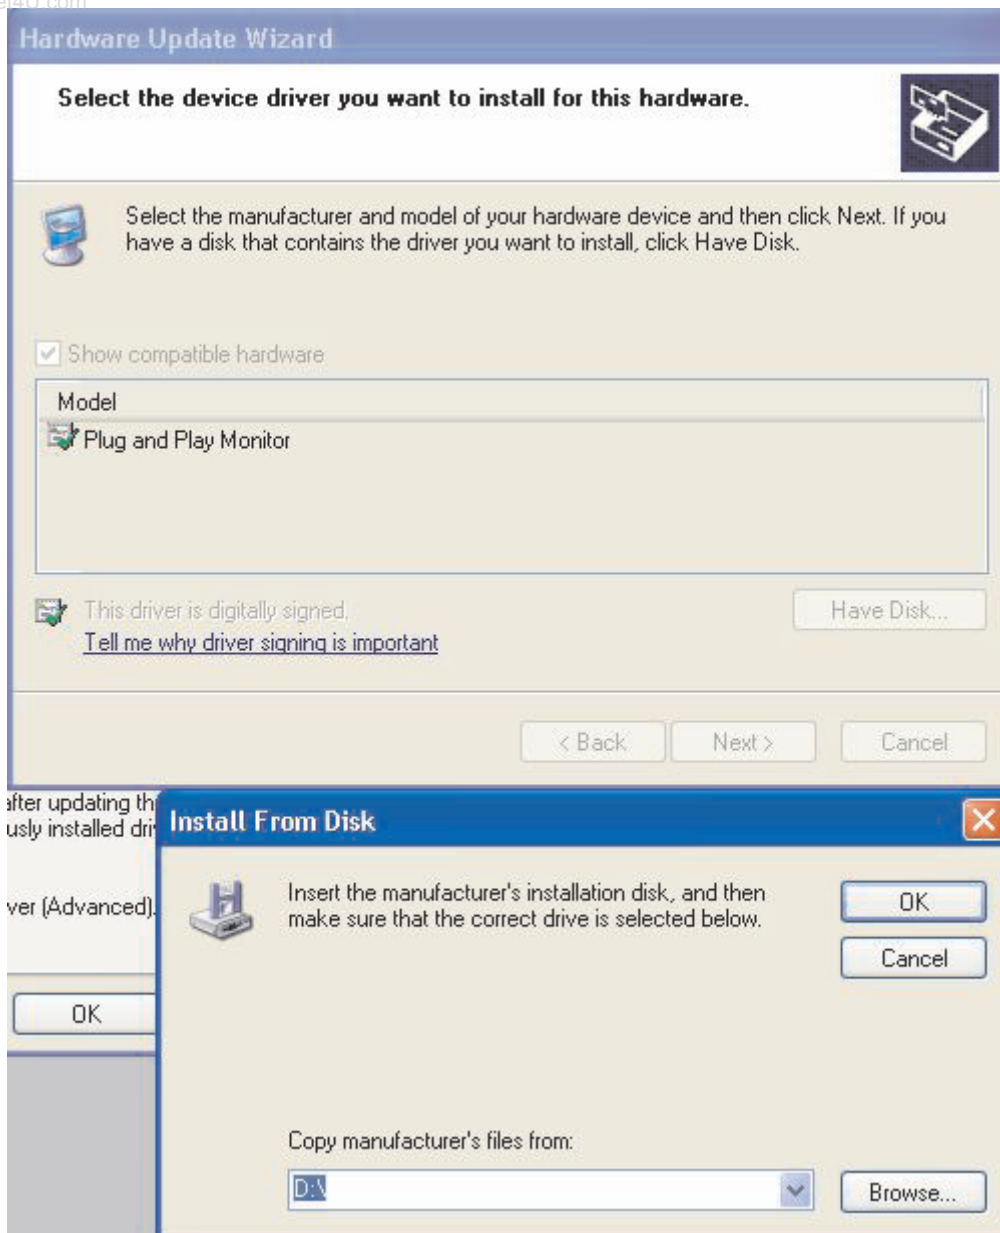 Hardware Update Wizard
Select the device driver you want to install for this hardware.
Select the manufacturer and model of your hardware device and then click Next. If you
have a disk that contains the driver you want to install, click Have Disk.
Show compatible hardware
Model
Plug and Play Monitor
This driver is digitally signed.
Have Disk...
Tell me why driver signing is important
< Back
Next >
Cancel
after updating th
usly installed dri
ver (Advanced).
OK
Install From Disk
Insert the manufacturer's installation disk, and then
make sure that the correct drive is selected below.
OK
Cancel
Copy manufacturer's files from:
D:\
Browse...